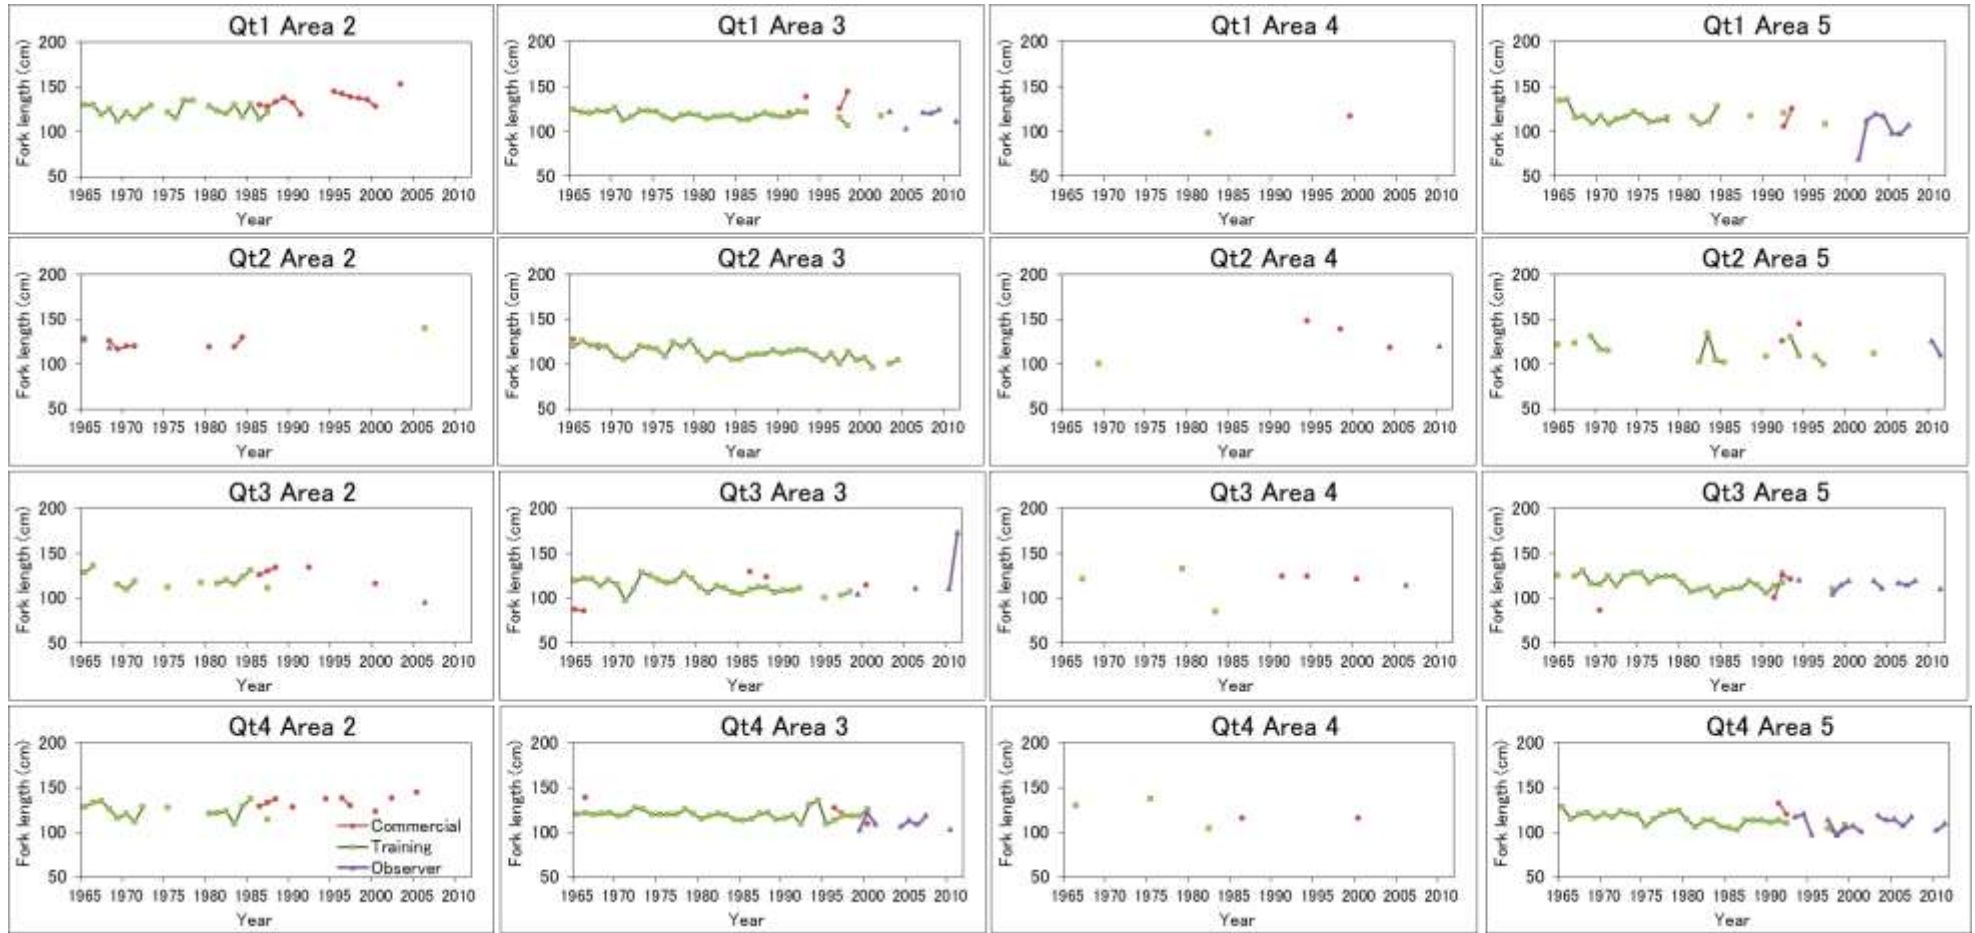 Qt1 Area 2
Fork length (cm)
200
150
100
50
1965 1970 1975 1980 1985 1990 1995 2000 2005 2010
Year
Qt1 Area 3
Fork length (cm)
200
150
100
50
1965 1970 1975 1980 1985 1990 1995 2000 2005 2010
Year
Qt1 Area 4
Fork length (cm)
200
150
100
50
1965 1970 1975 1980 1985 1990 1995 2000 2005 2010
Year
Qt1 Area 5
Fork length (cm)
200
150
100
50
1965 1970 1975 1980 1985 1990 1995 2000 2005 2010
Year
Qt2 Area 2
Fork length (cm)
200
150
100
50
1965 1970 1975 1980 1985 1990 1995 2000 2005 2010
Year
Qt2 Area 3
Fork length (cm)
200
150
100
50
1965 1970 1975 1980 1985 1990 1995 2000 2005 2010
Year
Qt2 Area 4
Fork length (cm)
200
150
100
50
1965 1970 1975 1980 1985 1990 1995 2000 2005 2010
Year
Qt2 Area 5
Fork length (cm)
200
150
100
50
1965 1970 1975 1980 1985 1990 1995 2000 2005 2010
Year
Qt3 Area 2
Fork length (cm)
200
150
100
50
1965 1970 1975 1980 1985 1990 1995 2000 2005 2010
Year
Qt3 Area 3
Fork length (cm)
200
150
100
50
1965 1970 1975 1980 1985 1990 1995 2000 2005 2010
Year
Qt3 Area 4
Fork length (cm)
200
150
100
50
1965 1970 1975 1980 1985 1990 1995 2000 2005 2010
Year
Qt3 Area 5
Fork length (cm)
200
150
100
50
1965 1970 1975 1980 1985 1990 1995 2000 2005 2010
Year
Qt4 Area 2
Fork length (cm)
200
150
100
50
Commercial
Training
Observer
1965 1970 1975 1980 1985 1990 1995 2000 2005 2010
Year
Qt4 Area 3
Fork length (cm)
200
150
100
50
1965 1970 1975 1980 1985 1990 1995 2000 2005 2010
Year
Qt4 Area 4
Fork length (cm)
200
150
100
50
1965 1970 1975 1980 1985 1990 1995 2000 2005 2010
Year
Qt4 Area 5
Fork length (cm)
200
150
100
50
1965 1970 1975 1980 1985 1990 1995 2000 2005 2010
Year